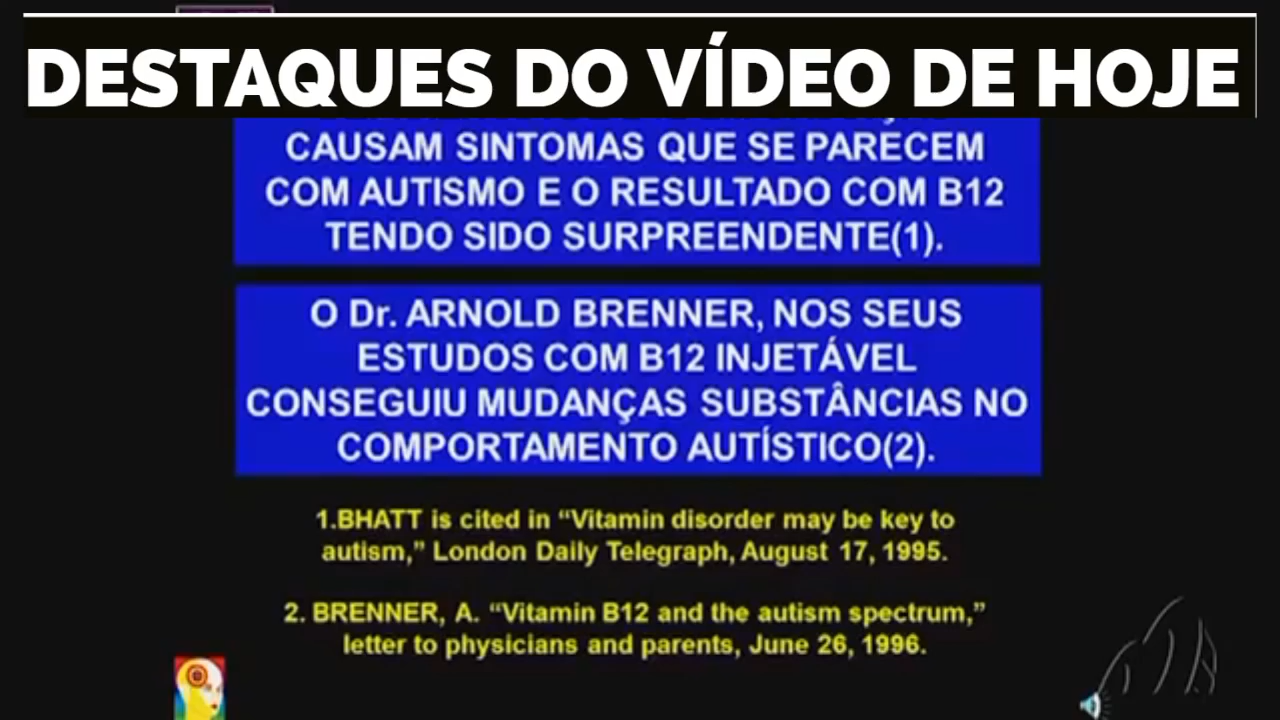 DESTAQUES DO VÍDEO DE HOJE
CAUSAM SINTOMAS QUE SE PARECEM
COM AUTISMO E O RESULTADO COM B12
TENDO SIDO SURPREENDENTE(1).
O Dr. ARNOLD BRENNER, NOS SEUS
ESTUDOS COM B12 INJETÁVEL
CONSEGUIU MUDANÇAS SUBSTÂNCIAS NO
COMPORTAMENTO AUTÍSTICO(2).
1.BHATT is cited in “Vitamin disorder may be key to
autism,” London Daily Telegraph, August 17, 1995.
2. BRENNER, A. “Vitamin B12 and the autism spectrum,”
letter to physicians and parents, June 26, 1996.